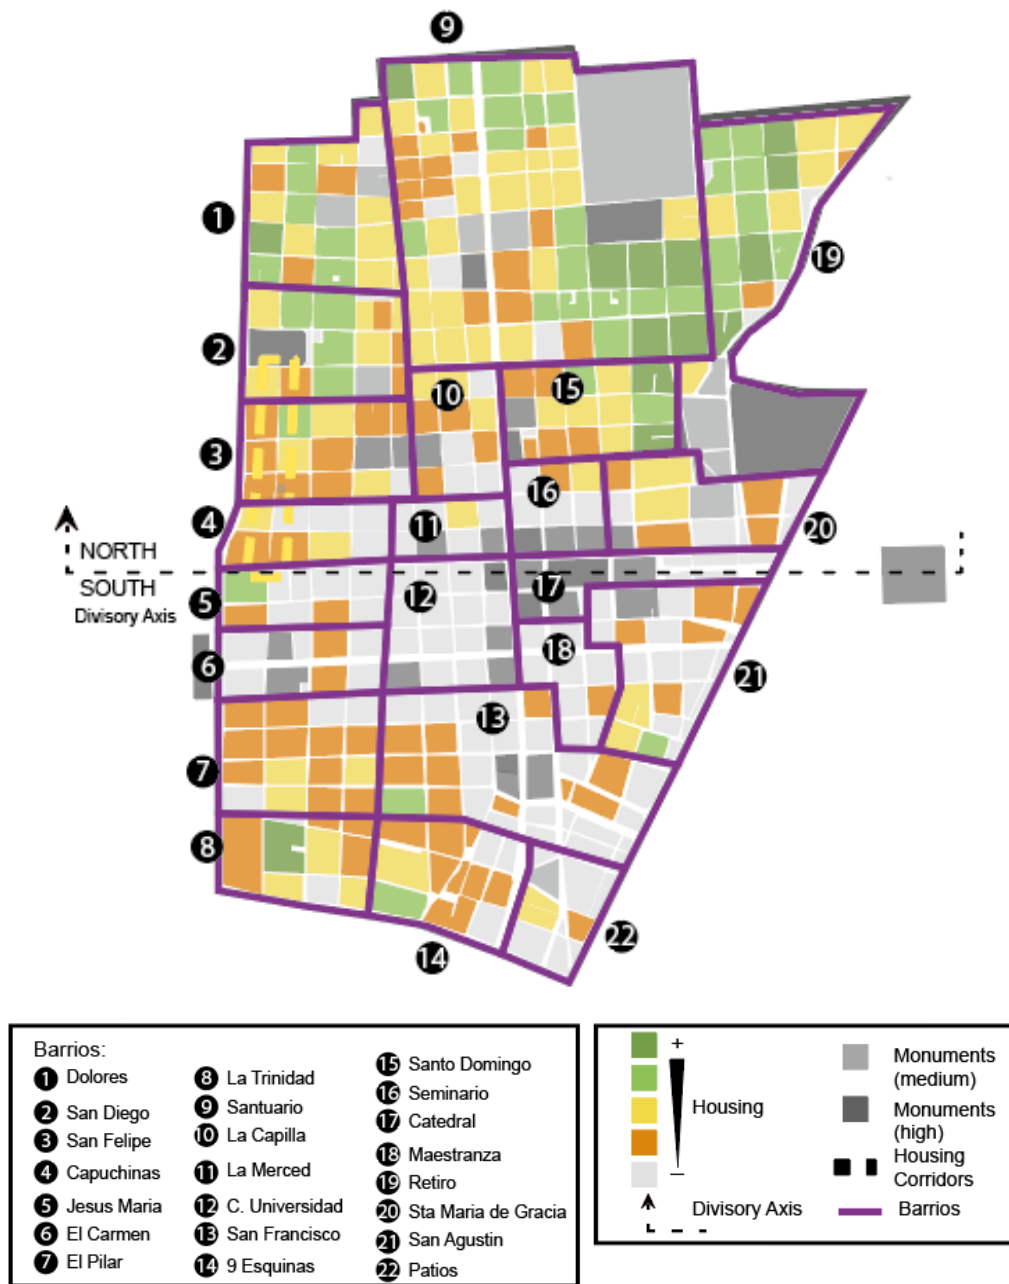 9
1
19
2
10
15
3
16
4
11
20
NORTH
SOUTH
Divisory Axis
5
12
17
6
18
21
13
7
8
22
14
Barrios:
1 Dolores
2 San Diego
3 San Felipe
4 Capuchinas
5 Jesus Maria
6 El Carmen
7 El Pilar
8 La Trinidad
9 Santuario
10 La Capilla
11 La Merced
12 C. Universidad
13 San Francisco
14 9 Esquinas
15 Santo Domingo
16 Seminario
17 Catedral
18 Maestranza
19 Retiro
20 Sta Maria de Gracia
21 San Agustin
22 Patios
+
Housing
–
Divisory Axis
Monuments
(medium)
Monuments
(high)
Housing
Corridors
Barrios